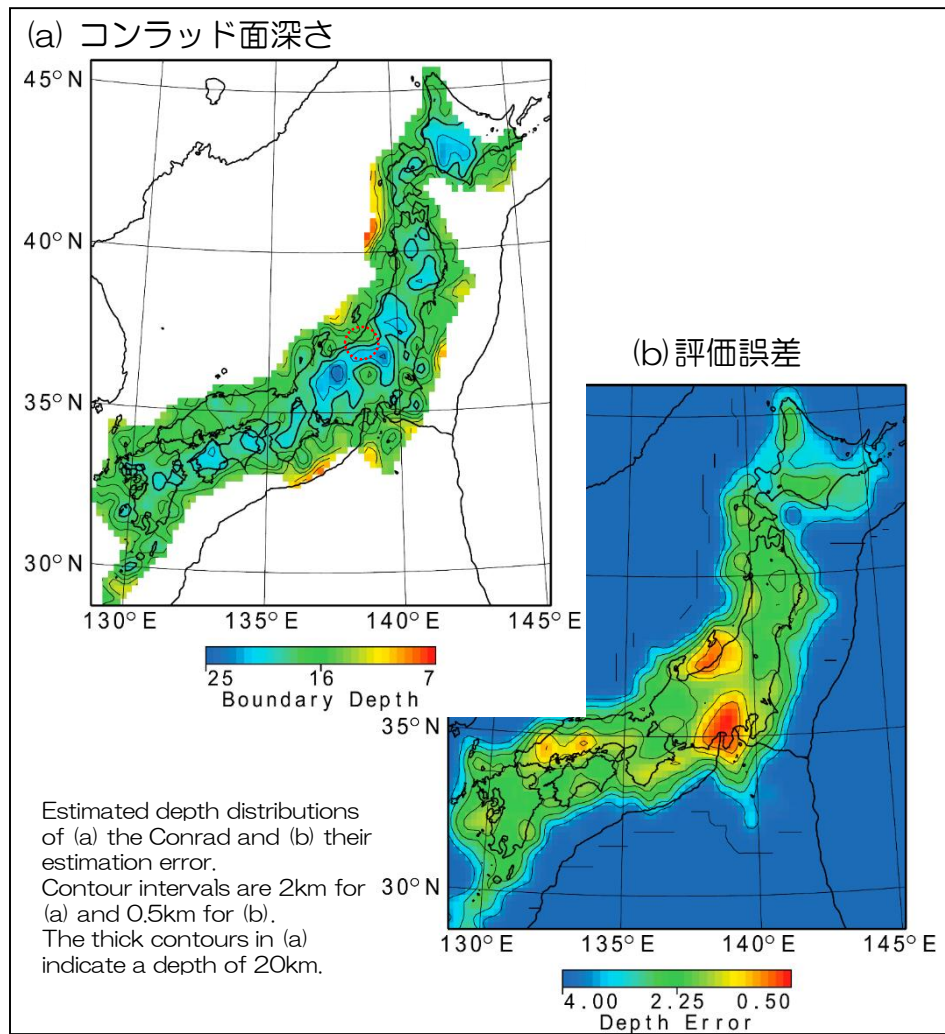 (a) コンラッド面深さ
45° N
40° N
35° N
30° N
130° E
135° E
140° E
145° E
25
16
7
Boundary Depth
(b)評価誤差
35° N
30° N
130° E
135° E
140° E
145° E
4.00
2.25
0.50
Depth Error
Estimated depth distributions
of (a) the Conrad and (b) their
estimation error.
Contour intervals are 2km for
(a) and 0.5km for (b).
The thick contours in (a)
indicate a depth of 20km.